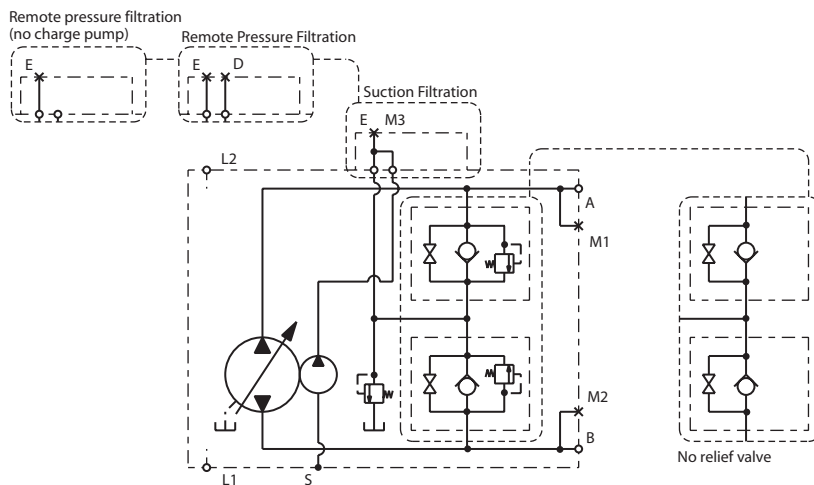 Remote pressure filtration
(no charge pump)
Remote Pressure Filtration
E
E D
Suction Filtration
E M3
L2
A
M1
M2
B
L1
S
No relief valve